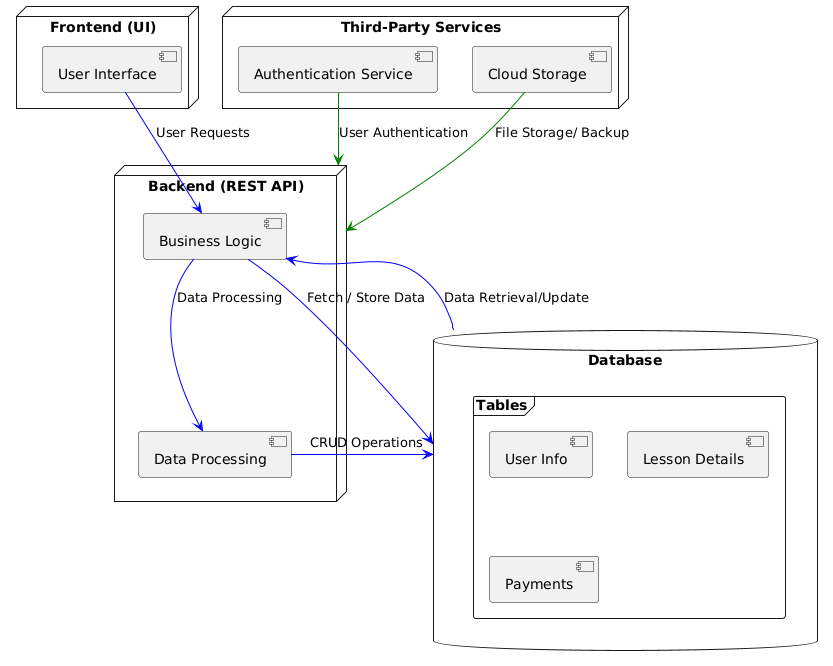 Frontend (UI)
User Interface
Third-Party Services
Authentication Service
Cloud Storage
User Requests
User Authentication
File Storage/ Backup
Backend (REST API)
Business Logic
Data Processing
Fetch / Store Data
Data Retrieval/Update
Database
Tables
Data Processing
CRUD Operations
User Info
Lesson Details
Payments